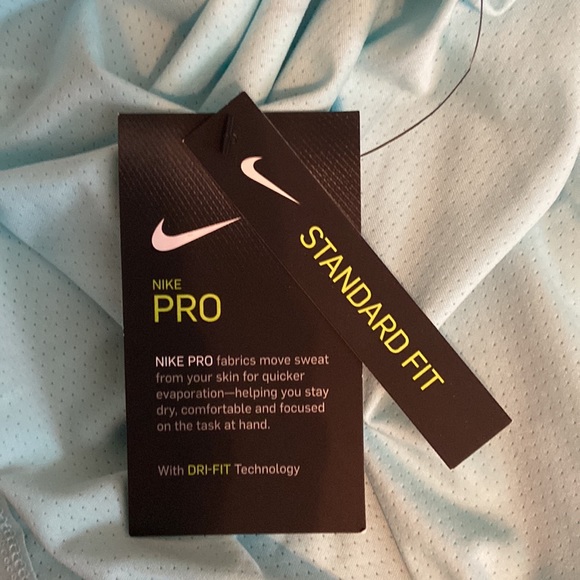 NIKE
PRO
NIKE PRO fabrics move sweat
from your skin for quicker
evaporation—helping you stay
dry, comfortable and focused
on the task at hand.
With DRI-FIT Technology
STANDARD FIT